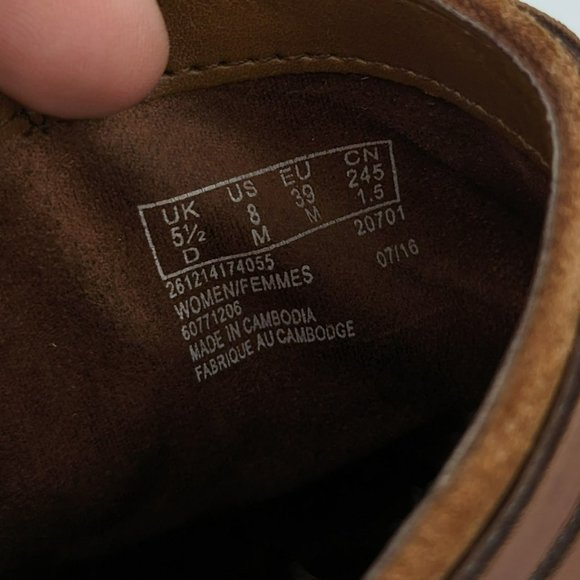 UK US EU CN
5½ 8 39 245
D M M 1.5
261214174055 20701
WOMEN/FEMMES 07/16
60771206
MADE IN CAMBODIA
FABRIQUE AU CAMBODGE